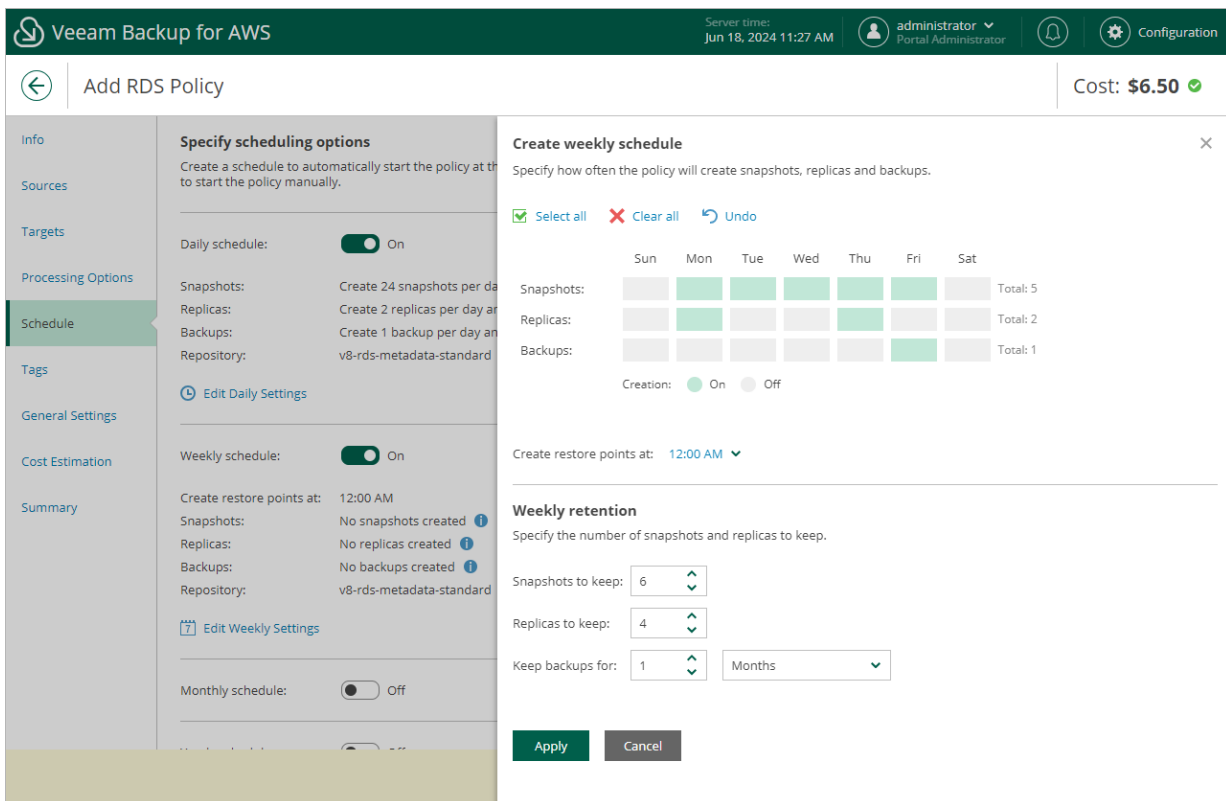 Veeam Backup for AWS
Server time:
Jun 18, 2024 11:27 AM
administrator
Portal Administrator
Configuration
Add RDS Policy
Cost: $6.50
Info
Sources
Targets
Processing Options
Schedule
Tags
General Settings
Cost Estimation
Summary
Specify scheduling options
Create a schedule to automatically start the policy at th
to start the policy manually.
Daily schedule: On
Snapshots: Create 24 snapshots per da
Replicas: Create 2 replicas per day an
Backups: Create 1 backup per day an
Repository: v8-rds-metadata-standard
Edit Daily Settings
Weekly schedule: On
Create restore points at: 12:00 AM
Snapshots: No snapshots created
Replicas: No replicas created
Backups: No backups created
Repository: v8-rds-metadata-standard
7 Edit Weekly Settings
Monthly schedule: Off
Create weekly schedule
Specify how often the policy will create snapshots, replicas and backups.
Select all Clear all Undo
Sun Mon Tue Wed Thu Fri Sat
Snapshots: Total: 5
Replicas: Total: 2
Backups: Total: 1
Creation: On Off
Create restore points at: 12:00 AM
Weekly retention
Specify the number of snapshots and replicas to keep.
Snapshots to keep: 6
Replicas to keep: 4
Keep backups for: 1 Months
Apply Cancel